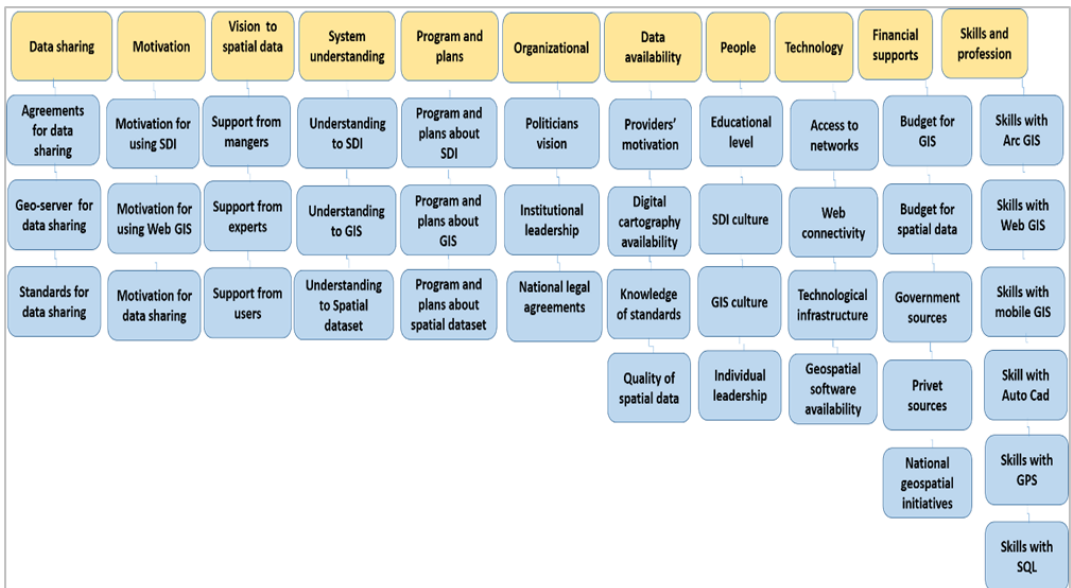 Data sharing
Motivation
Vision to
spatial data
System
understanding
Program and
plans
Organizational
Data
availability
People
Technology
Financial
supports
Skills and
profession
Agreements
for data
sharing
Motivation for
using SDI
Support from
mangers
Understanding
to SDI
Program and
plans about
SDI
Politicians
vision
Providers'
motivation
Educational
level
Access to
networks
Budget for
GIS
Skills with
Arc GIS
Geo-server for
data sharing
Motivation for
using Web GIS
Support from
experts
Understanding
to GIS
Program and
plans about
GIS
Institutional
leadership
Digital
cartography
availability
SDI culture
Web
connectivity
Budget for
spatial data
Skills with
Web GIS
Standards for
data sharing
Motivation for
data sharing
Support from
users
Understanding
to Spatial
dataset
Program and
plans about
spatial dataset
National legal
agreements
Knowledge
of standards
GIS culture
Technological
infrastructure
Government
sources
Skills with
mobile GIS
Quality of
spatial data
Individual
leadership
Geospatial
software
availability
Privet
sources
Skill with
Auto Cad
National
geospatial
initiatives
Skills with
GPS
Skills with
SQL